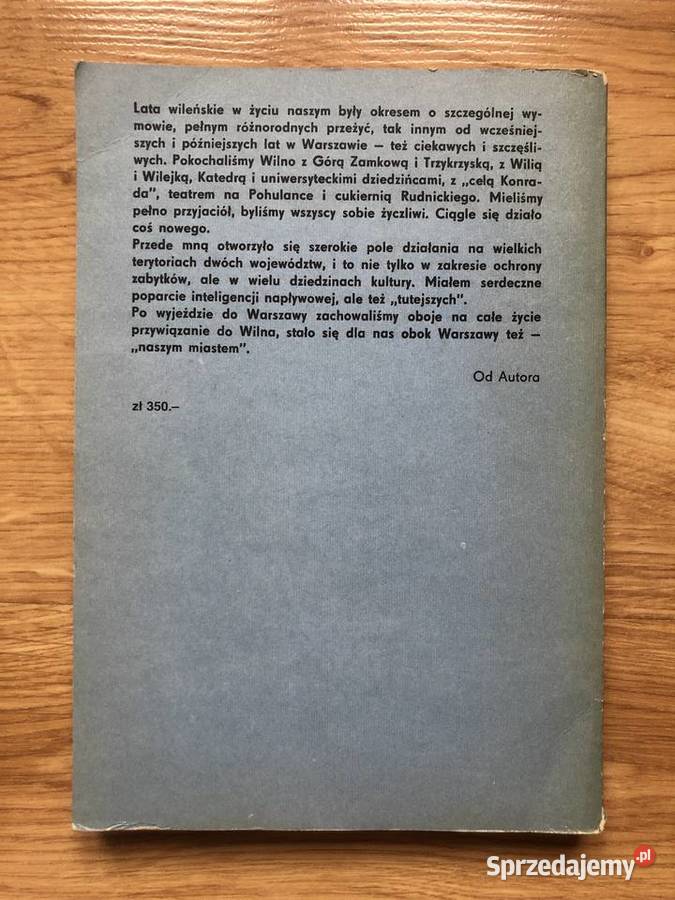 Lata wileńskie w życiu naszym były okresem o szczególnej wy-
mowie, pełnym różnorodnych przeżyć, tak innym od wcześniej-
szych i późniejszych lat w Warszawie – też ciekawych i szczęśli-
wych. Pokochaliśmy Wilno z Górą Zamkową i Trzykrzyską, z Wilią
i Wilejką, Katedrą i uniwersyteckimi dziedzińcami, z „celą Konra-
da”, teatrem na Pohulance i cukiernią Rudnickiego. Mieliśmy
pełno przyjaciół, byliśmy wszyscy sobie życzliwi. Ciągle się działo
coś nowego.
Przede mną otworzyło się szerokie pole działania na wielkich
terytoriach dwóch województw, i to nie tylko w zakresie ochrony
zabytków, ale w wielu dziedzinach kultury. Miałem serdeczne
poparcie inteligencji napływowej, ale też „tutejszych”.
Po wyjeździe do Warszawy zachowaliśmy oboje na całe życie
przywiązanie do Wilna, stało się dla nas obok Warszawy też –
„naszym miastem”.
Od Autora
zł 350.–
Sprzedajemy.pl